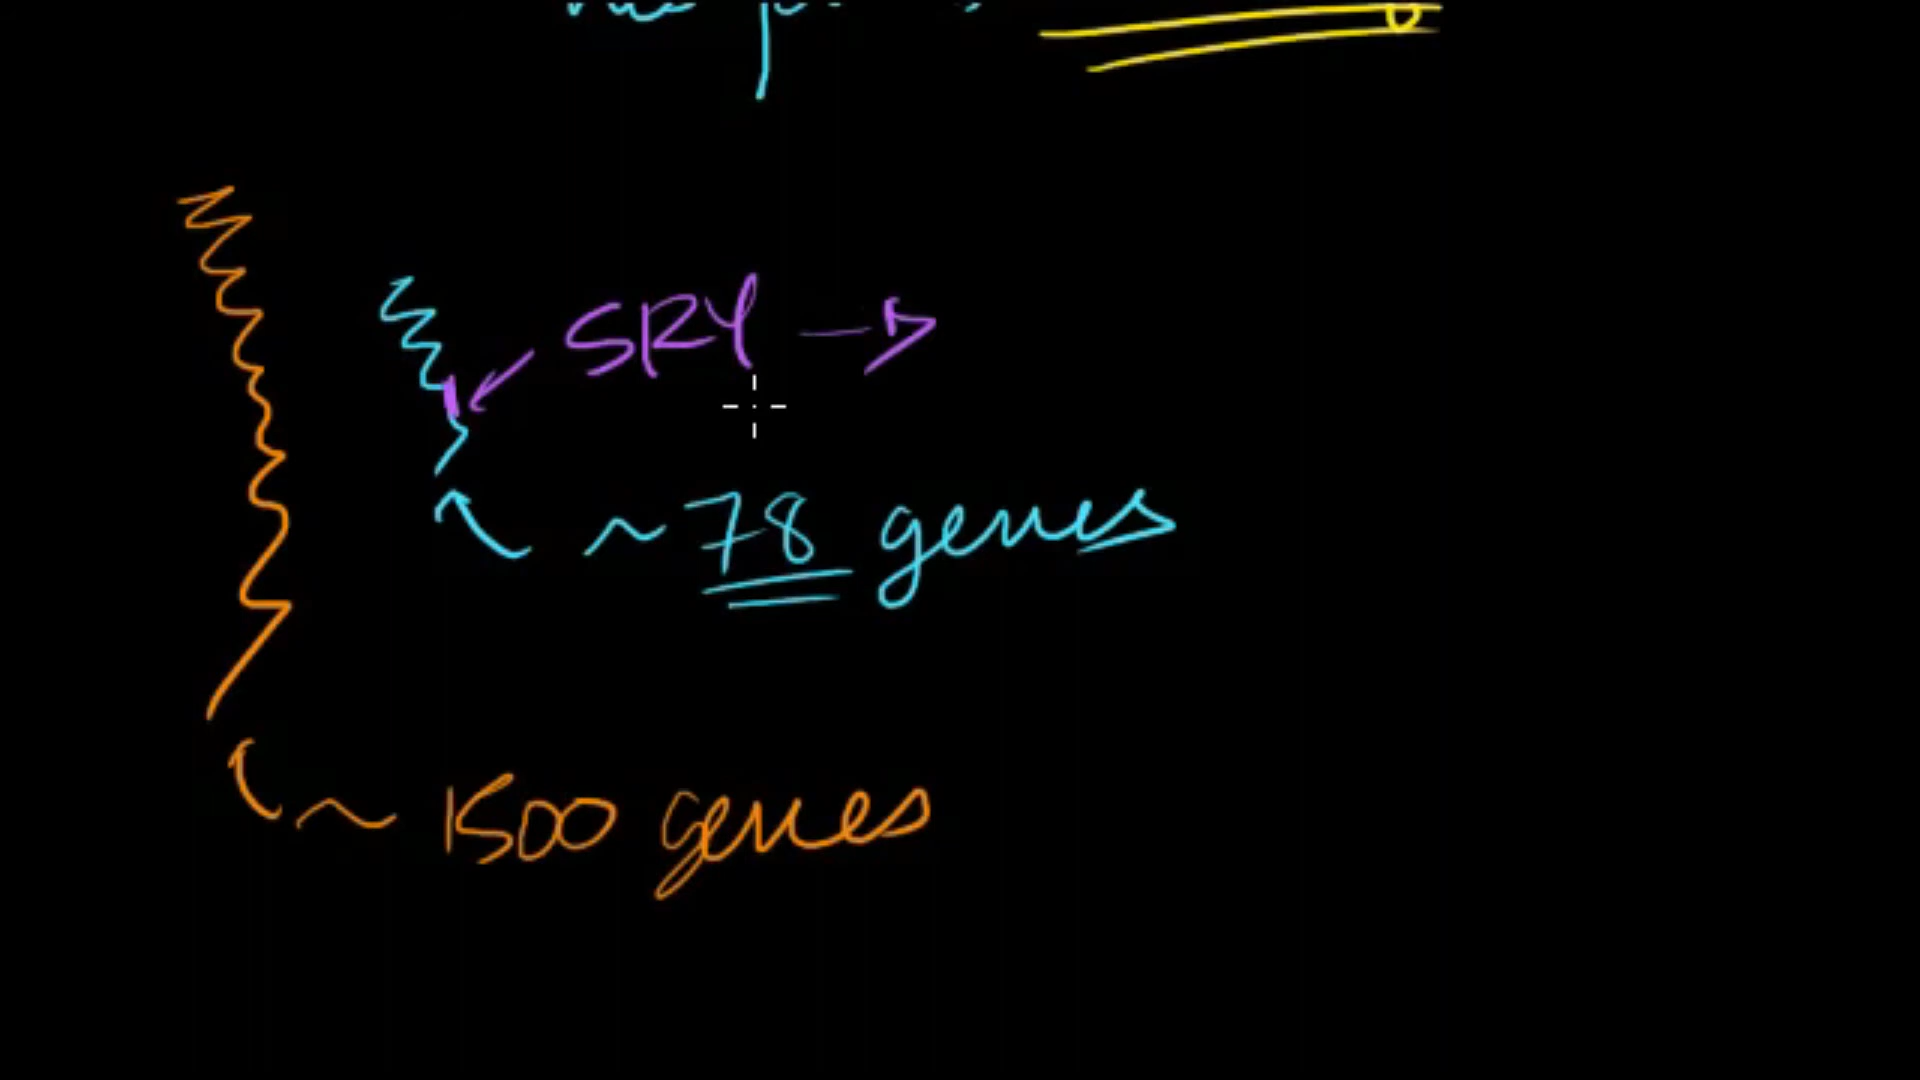 SRY →
~ 78 genes
~ 1500 genes